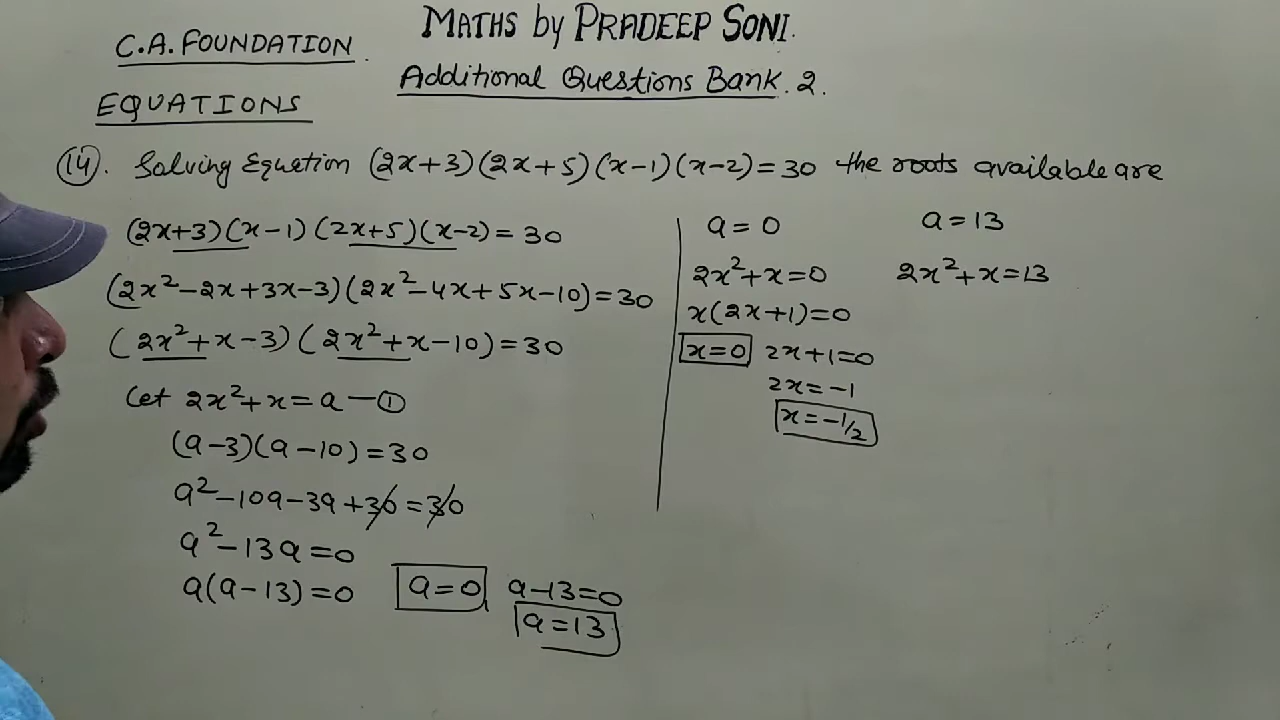 MATHS by PRADEEP SONI.
C.A. FOUNDATION.
Additional Questions Bank. 2.
EQUATIONS
(14). Solving Equetion (2x+3)(2x+5)(x-1)(x-2)=30 the roots available are
(2x+3)(x-1)(2x+5)(x-2)=30
(2x²-2x+3x-3)(2x²-4x+5x-10)=30
(2x²+x-3)(2x²+x-10)=30
Let 2x²+x=a—①
(a-3)(a-10)=30
a²-10a-3a+30=30
a²-13a=0
a(a-13)=0 a=0 a-13=0
a=13
a=0 a=13
2x²+x=0 2x²+x=13
x(2x+1)=0
x=0 2x+1=0
2x=-1
x=-1/2